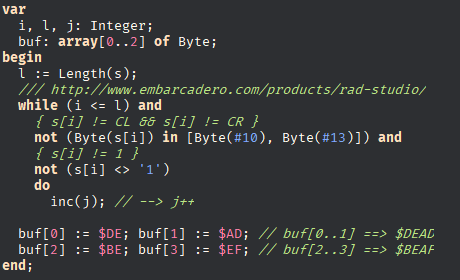 var
i, l, j: Integer;
buf: array[0..2] of Byte;
begin
l := Length(s);
/// http://www.embarcadero.com/products/rad-studio/
while (i <= l) and
{ s[i] != CL && s[i] != CR }
not (Byte(s[i]) in [Byte(#10), Byte(#13)]) and
{ s[i] != 1 }
not (s[i] <> '1')
do
inc(j); // --> j++
buf[0] := $DE; buf[1] := $AD; // buf[0..1] ==> $DEAD
buf[2] := $BE; buf[3] := $EF; // buf[2..3] ==> $BEAF
end;